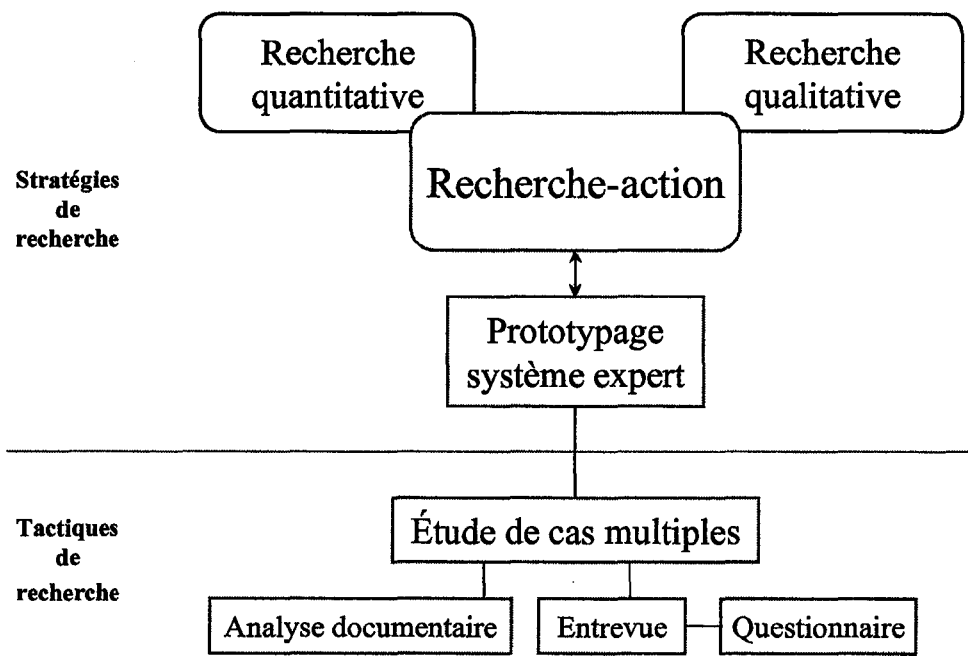 Recherche
quantitative
Recherche
qualitative
Recherche-action
Stratégies
de
recherche
Prototypage
système expert
Étude de cas multiples
Tactiques
de
recherche
Analyse documentaire
Entrevue
Questionnaire